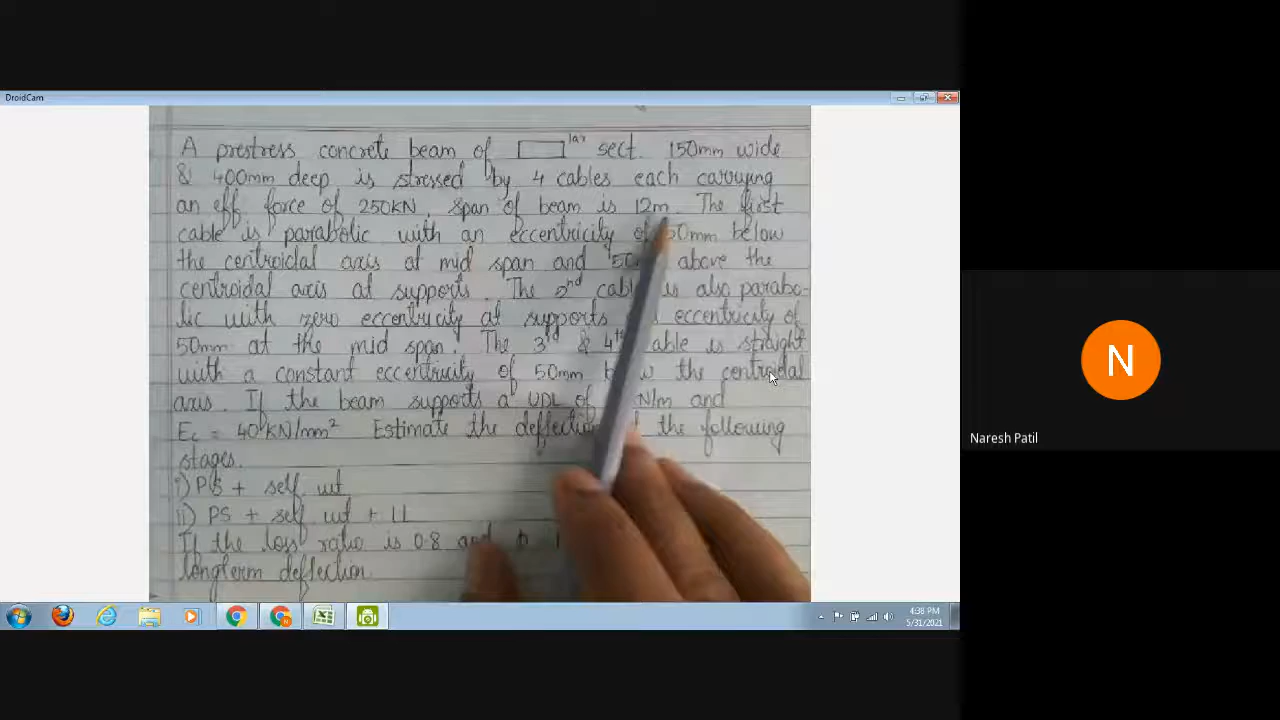 DroidCam
A prestress concrete beam of lar sect. 150mm wide
& 400mm deep is stressed by 4 cables each carrying
an eff force of 250KN. Span of beam is 12m. The first
cable is parabolic with an eccentricity of 50mm below
the centroidal axis at mid span and above the
centroidal axis at supports. The 2nd cable is also parabo-
lic with zero eccentricity at supports eccentricity of
50mm at the mid span. The 3rd & 4th cable is straight
with a constant eccentricity of 50mm the centroidal
axis. If the beam supports a UDL of N/m and
Ec = 40KN/mm² Estimate the the following
stages.
i) PS + self wt
ii) PS + self wt + LL
If the loss ratio is 0.8 and
longterm deflection.
N
Naresh Patil
4:38 PM
5/31/2021